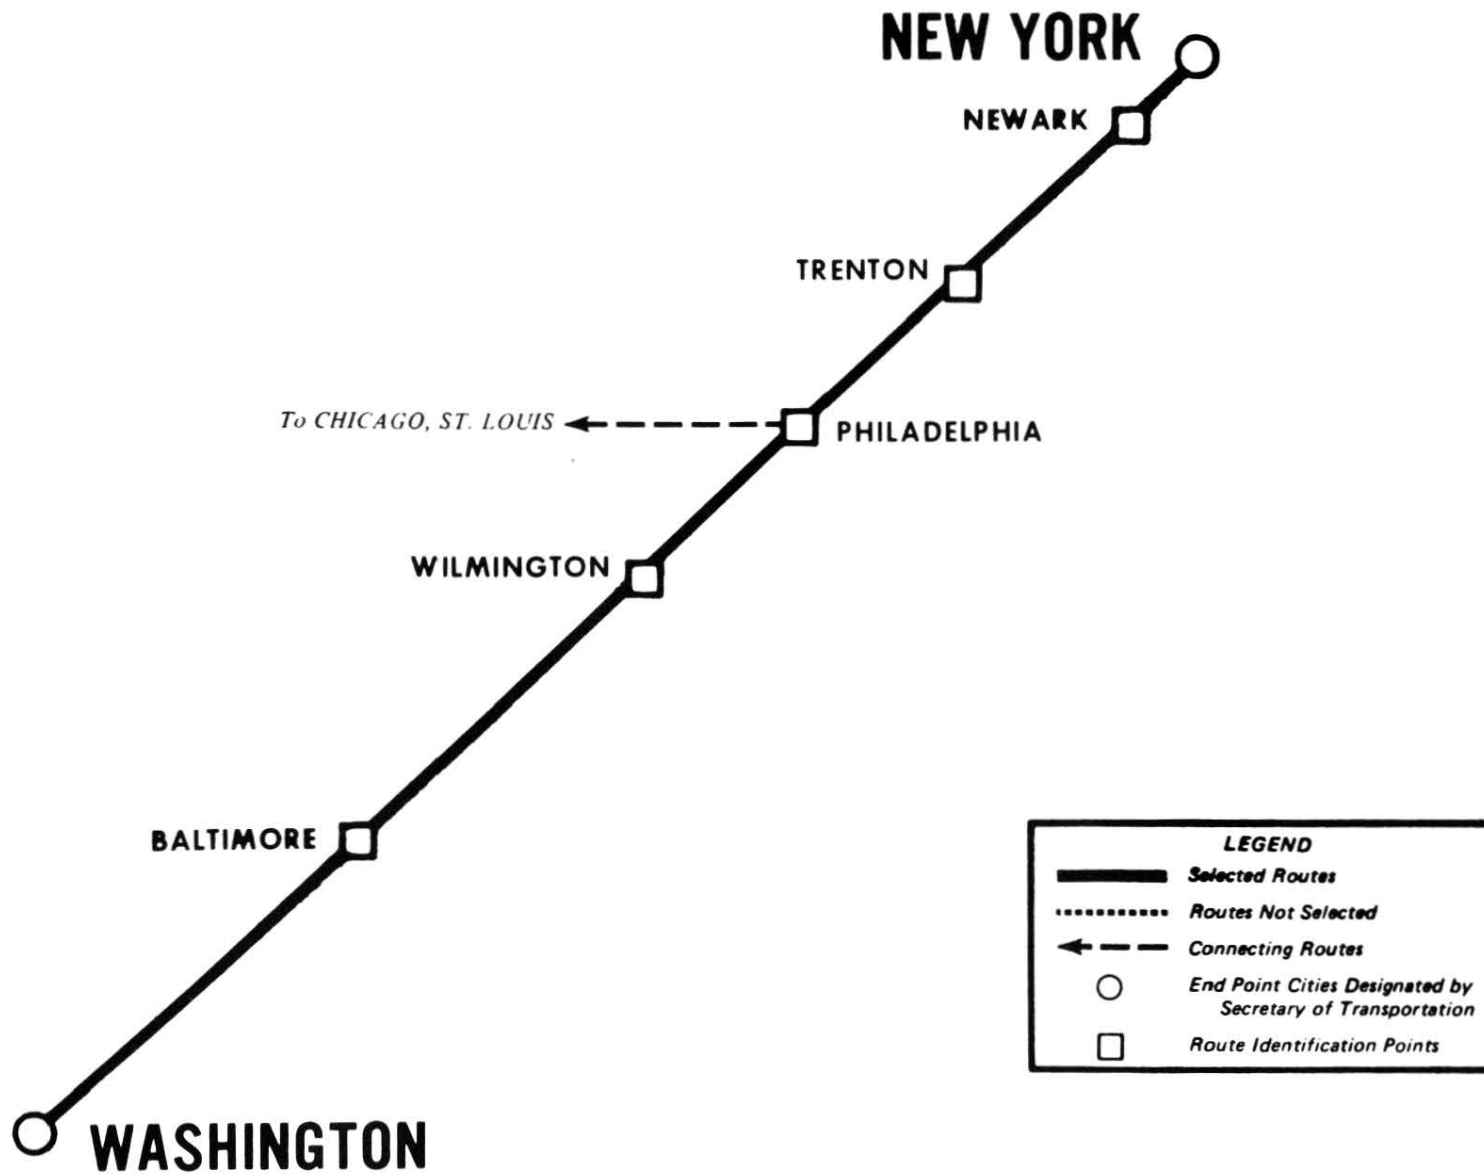 NEW YORK
NEWARK
TRENTON
To CHICAGO, ST. LOUIS
PHILADELPHIA
WILMINGTON
BALTIMORE
WASHINGTON
LEGEND
Selected Routes
Routes Not Selected
Connecting Routes
End Point Cities Designated by
Secretary of Transportation
Route Identification Points